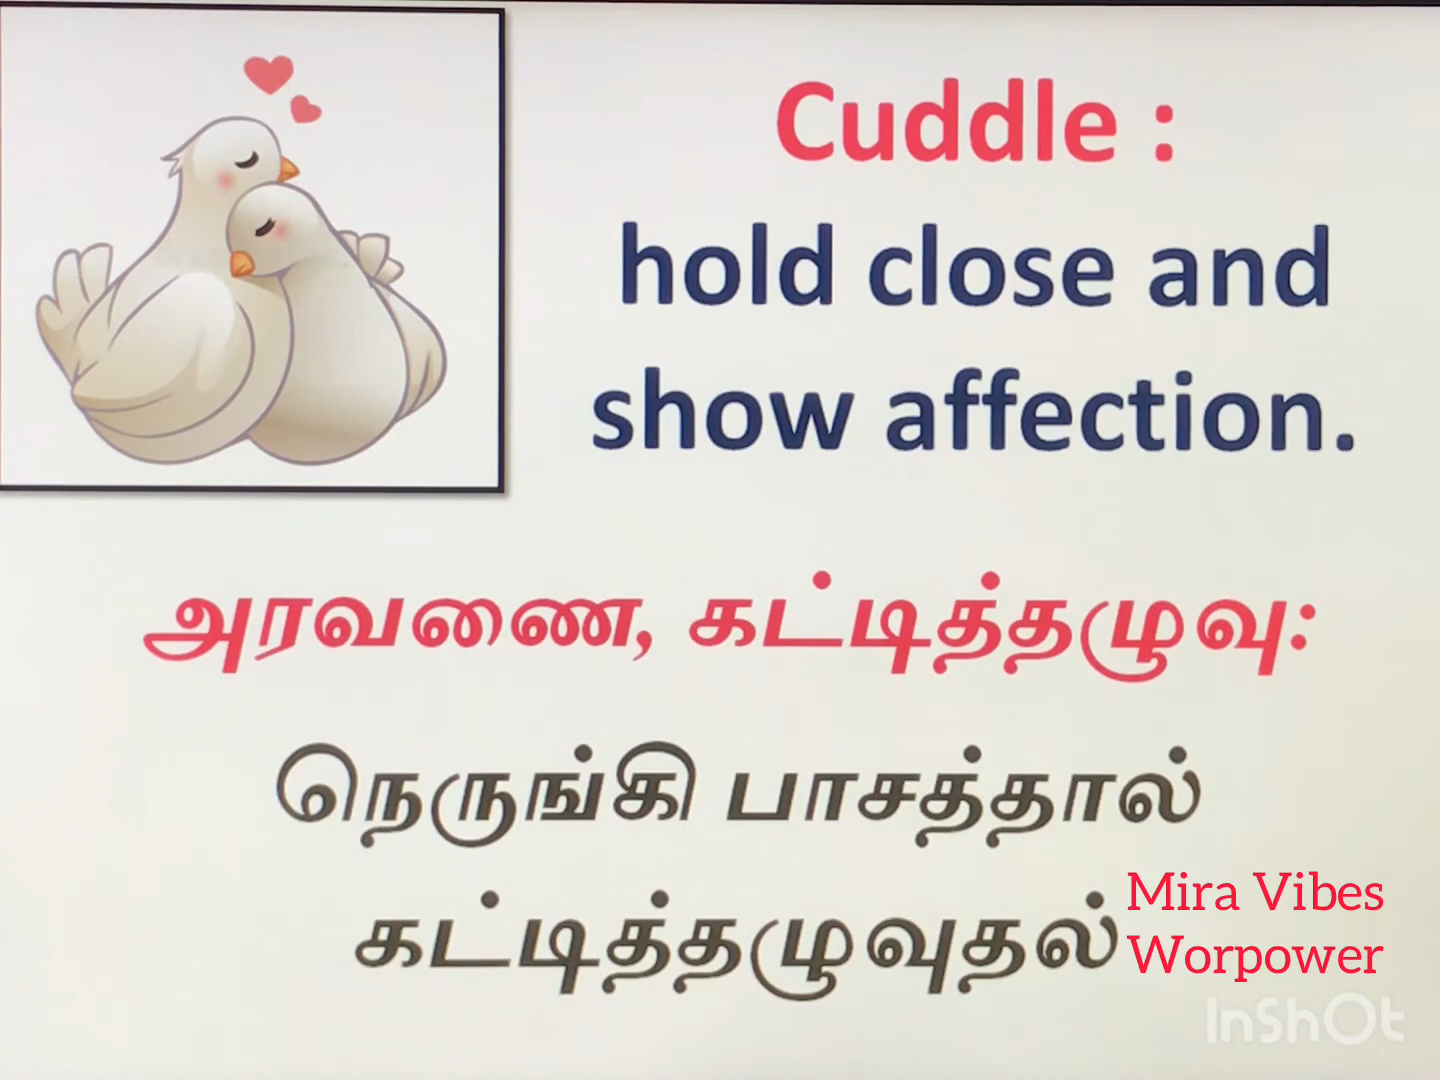 Cuddle :
hold close and
show affection.
அரவணை, கட்டித்தழுவு:
நெருங்கி பாசத்தால்
கட்டித்தழுவுதல்
Mira Vibes
Worpower
InShOt